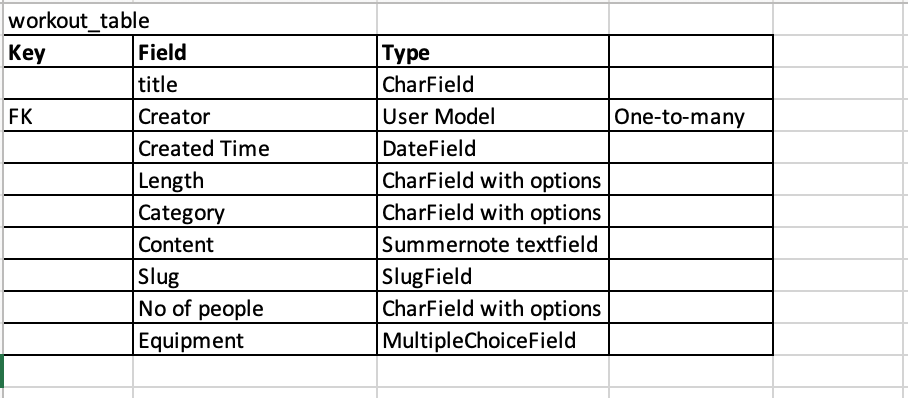 workout_table
Key Field Type
title CharField
FK Creator User Model One-to-many
Created Time DateField
Length CharField with options
Category CharField with options
Content Summernote textfield
Slug SlugField
No of people CharField with options
Equipment MultipleChoiceField